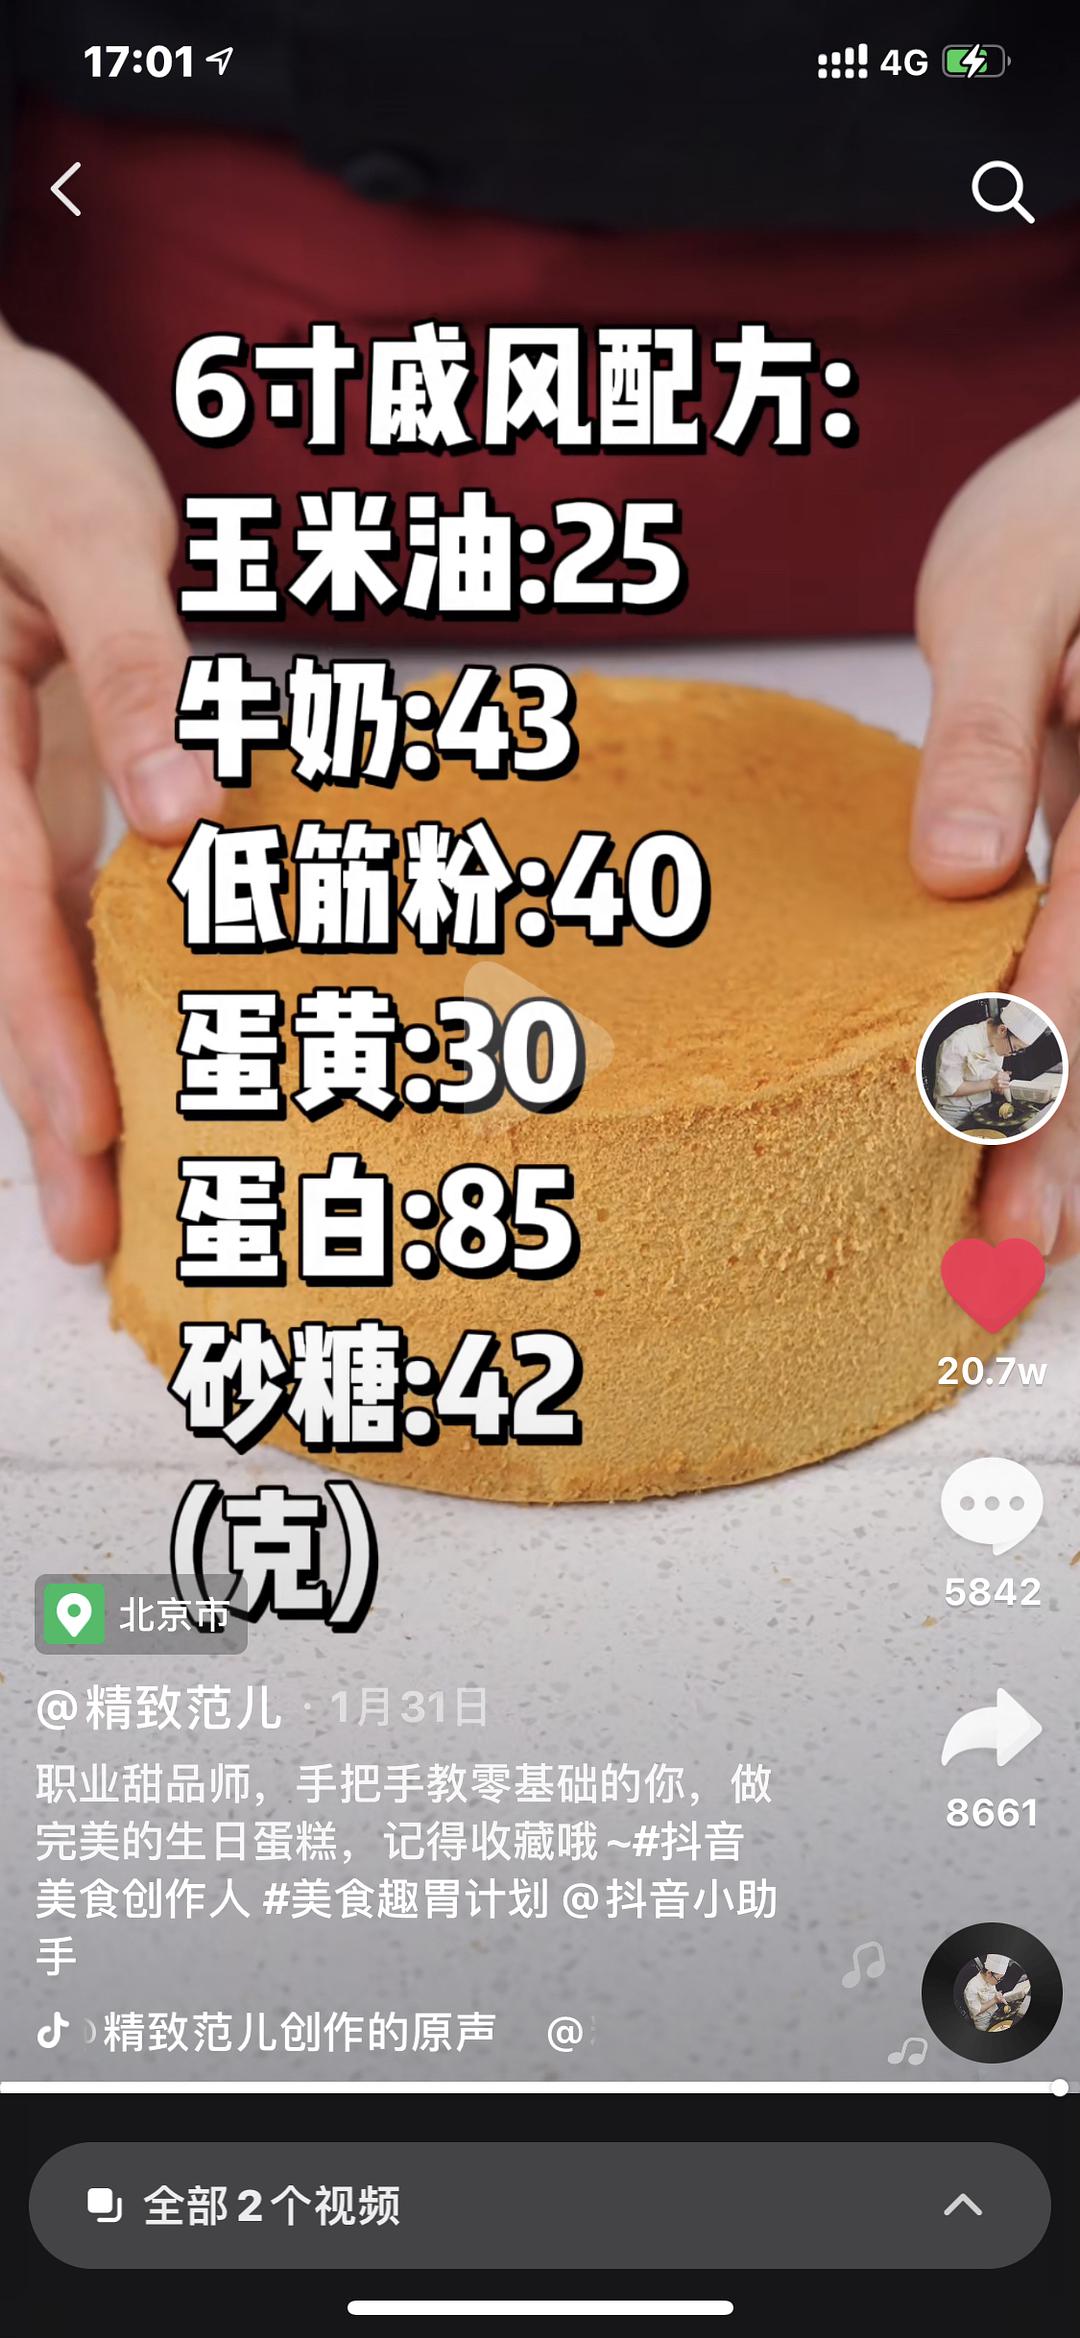 17:01
4G
6寸戚风配方:
玉米油:25
牛奶:43
低筋粉:40
蛋黄:30
蛋白:85
砂糖:42
(克)
北京市
@精致范儿 · 1月31日
职业甜品师，手把手教零基础的你，做
完美的生日蛋糕，记得收藏哦~#抖音
美食创作人 #美食趣胃计划 @抖音小助
手
精致范儿创作的原声 @
20.7w
5842
8661
全部2个视频